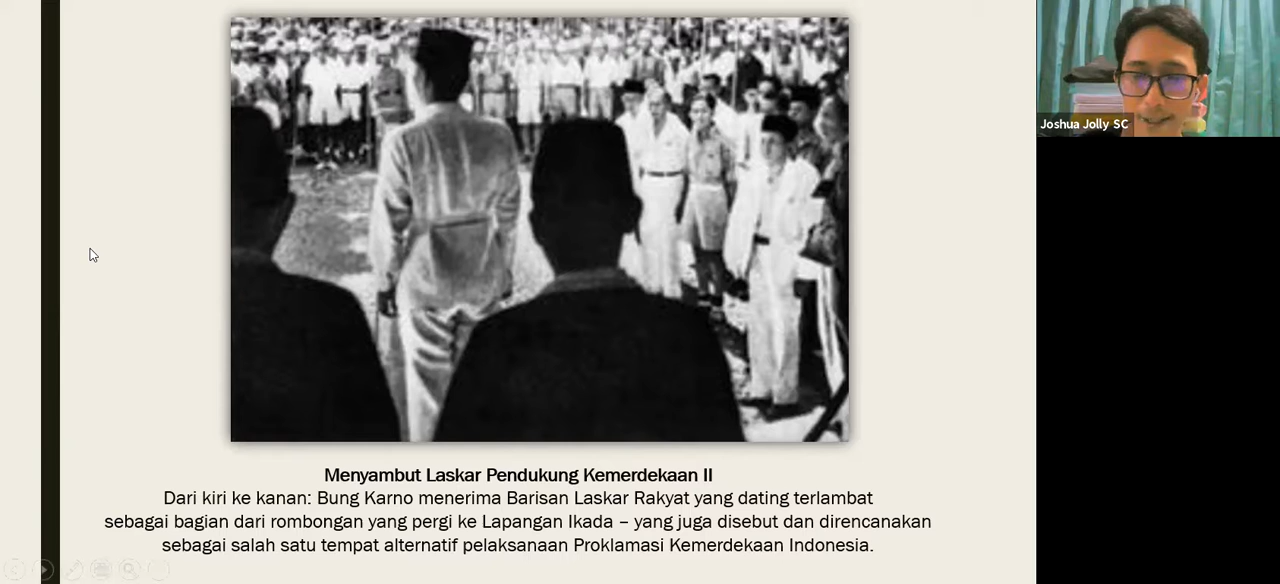 Joshua Jolly SC
Menyambut Laskar Pendukung Kemerdekaan II
Dari kiri ke kanan: Bung Karno menerima Barisan Laskar Rakyat yang dating terlambat
sebagai bagian dari rombongan yang pergi ke Lapangan Ikada – yang juga disebut dan direncanakan
sebagai salah satu tempat alternatif pelaksanaan Proklamasi Kemerdekaan Indonesia.